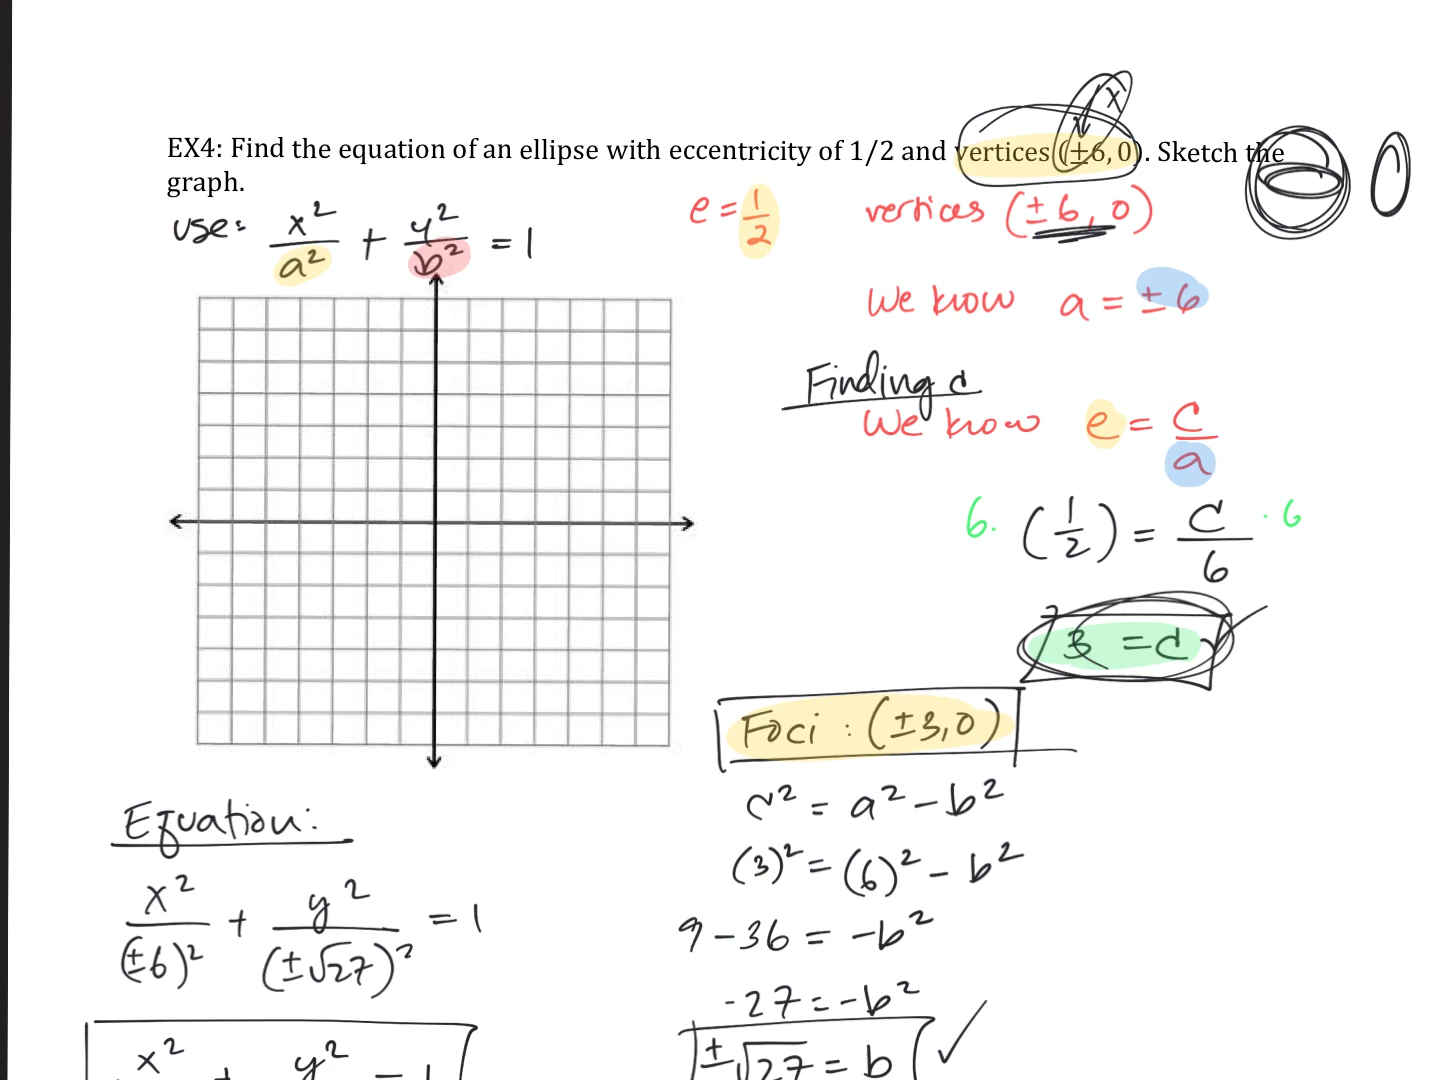 EX4: Find the equation of an ellipse with eccentricity of 1/2 and vertices (±6, 0). Sketch the
graph.
use: x²/a² + y²/b² = 1
e = 1/2
vertices (±6, 0)
We know a = ±6
Finding c
We know e = c/a
6 · (1/2) = c/6 · 6
3 = c
Foci : (±3, 0)
c² = a² − b²
(3)² = (6)² − b²
9 − 36 = −b²
-27 = −b²
±√27 = b
Equation:
x²/(±6)² + y²/(±√27)² = 1
x² + y² = 1